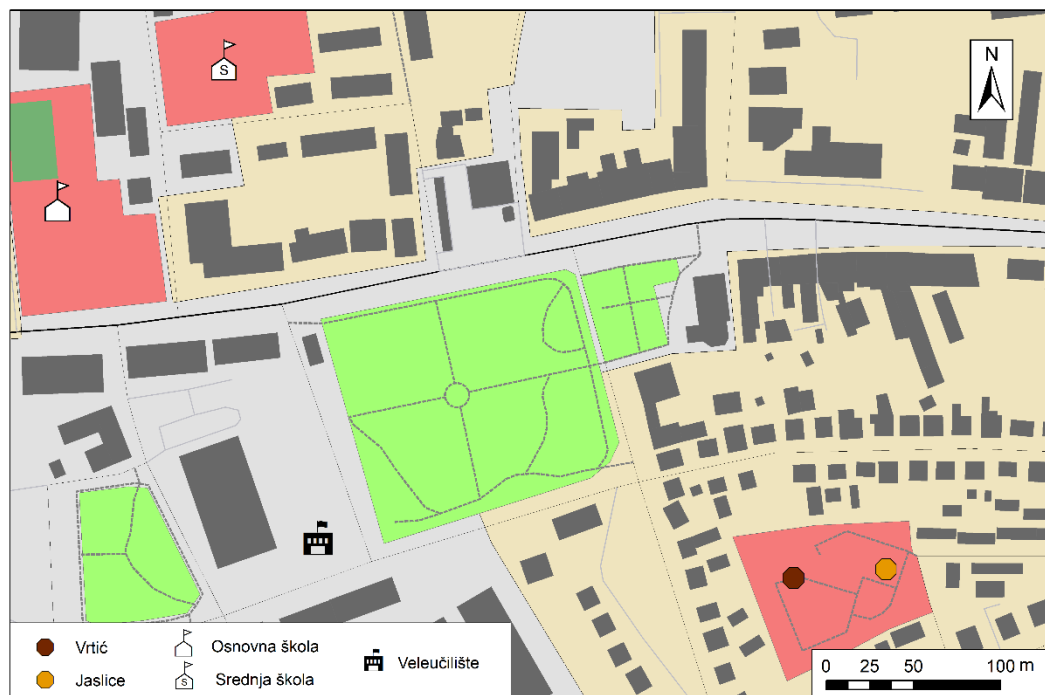 S
N
Vrtić
Osnovna škola
Veleučilište
Jaslice
S
Srednja škola
0 25 50 100 m